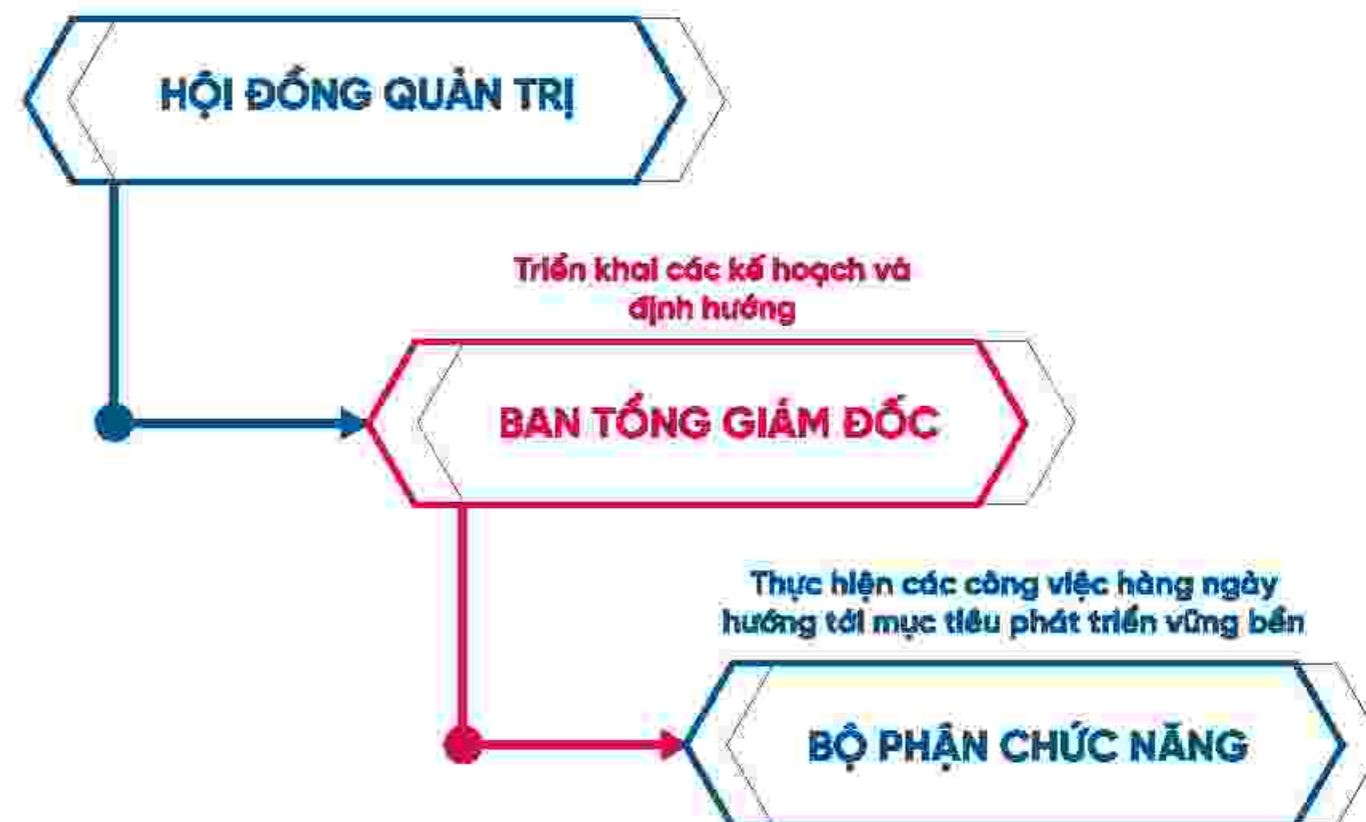 HỘI ĐỒNG QUẢN TRỊ
Triển khai các kế hoạch và
định hướng
BAN TỔNG GIÁM ĐỐC
Thực hiện các công việc hàng ngày
hướng tới mục tiêu phát triển vững bền
BỘ PHẬN CHỨC NĂNG